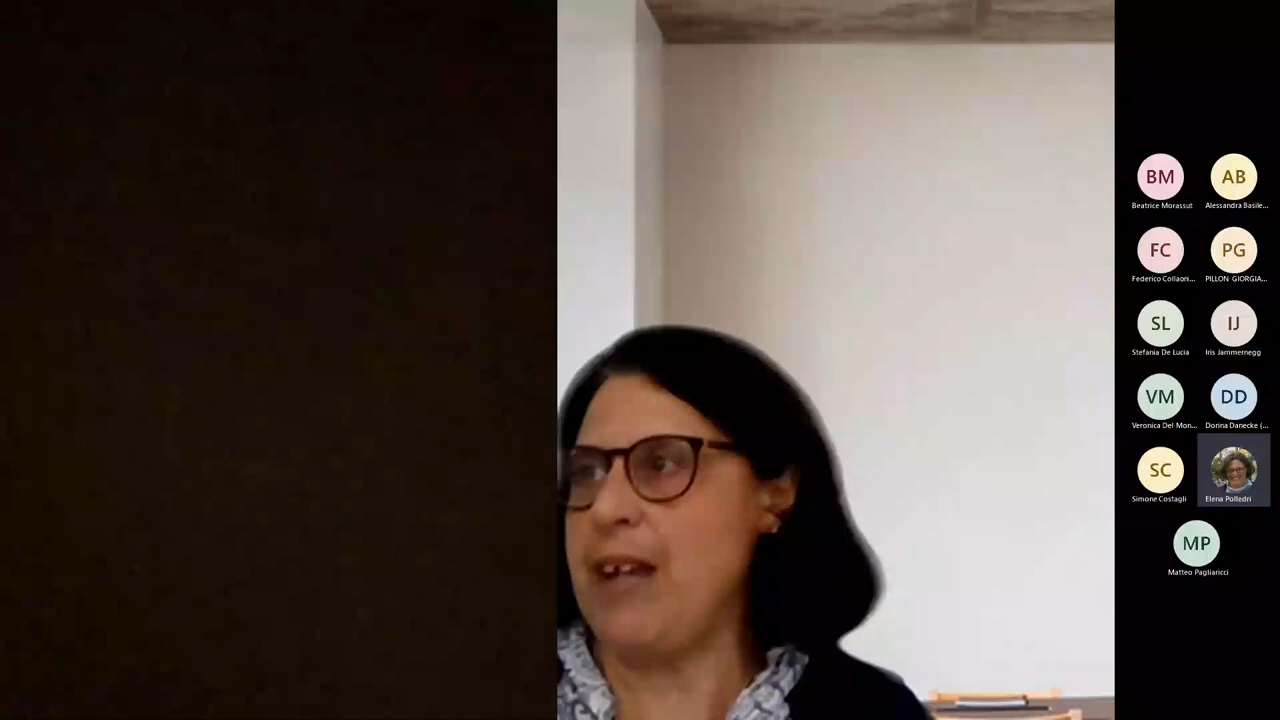 BM AB
Beatrice Morassut Alessandra Basile...
FC PG
Federico Collaoni... PILLON GIORGIA...
SL IJ
Stefania De Lucia Iris Jammernegg
VM DD
Veronica Del Mon... Dorina Danecke (...
SC
Simone Costagli Elena Polledri
MP
Matteo Pagliaricci